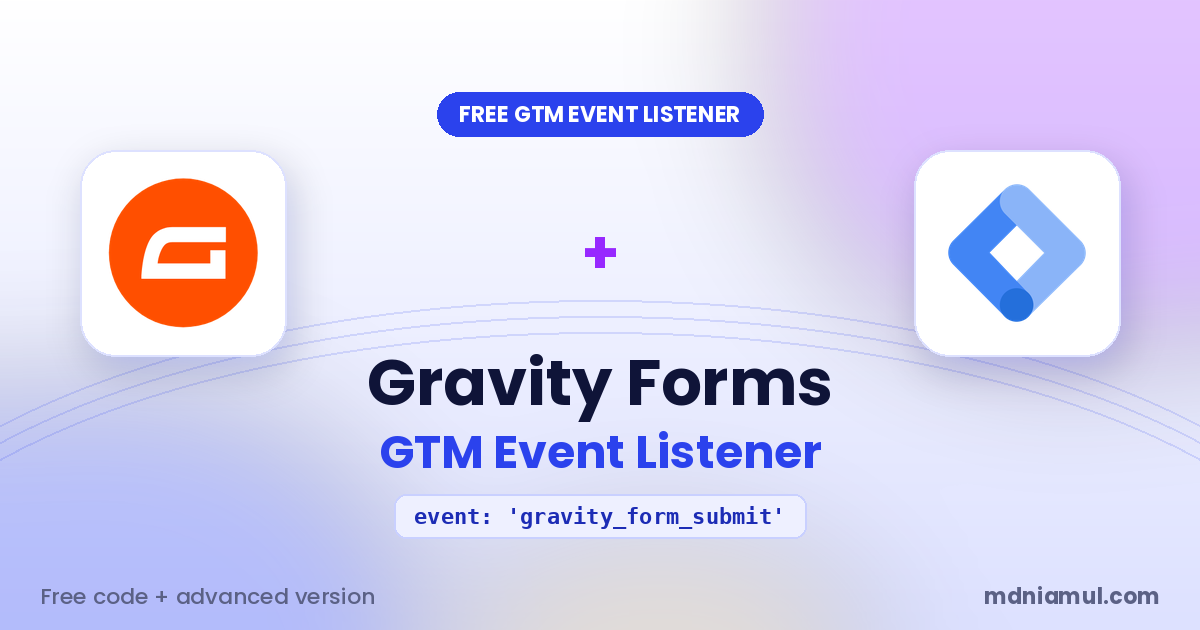 FREE GTM EVENT LISTENER
Gravity Forms
GTM Event Listener
event: 'gravity_form_submit'
Free code + advanced version
mdniamul.com